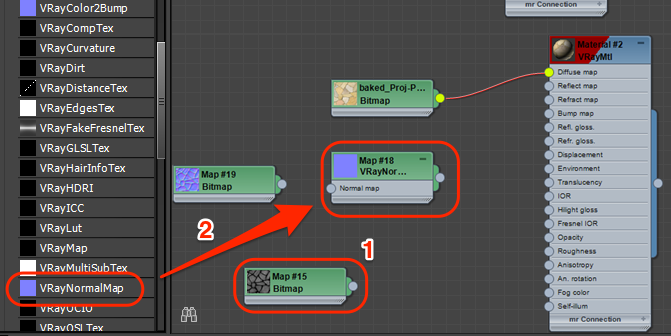 VRayColor2Bump
VRayCompTex
VRayCurvature
VRayDirt
VRayDistanceTex
VRayEdgesTex
VRayFakeFresnelTex
VRayGLSLTex
VRayHairInfoTex
VRayHDRI
VRayICC
VRayLut
VRayMap
VRayMultiSubTex
VRayNormalMap
VRayOCIO
VRayOSLTex
mr Connection
baked_Proj-P...
Bitmap
Map #19
Bitmap
Map #18
VRayNor...
Normal map
2
1
Map #15
Bitmap
Material #2
VRayMtl
Diffuse map
Reflect map
Refract map
Bump map
Refl. gloss.
Refr. gloss.
Displacement
Environment
Translucency
IOR
Hilight gloss
Fresnel IOR
Opacity
Roughness
Anisotropy
An. rotation
Fog color
Self-illum
mr Connection